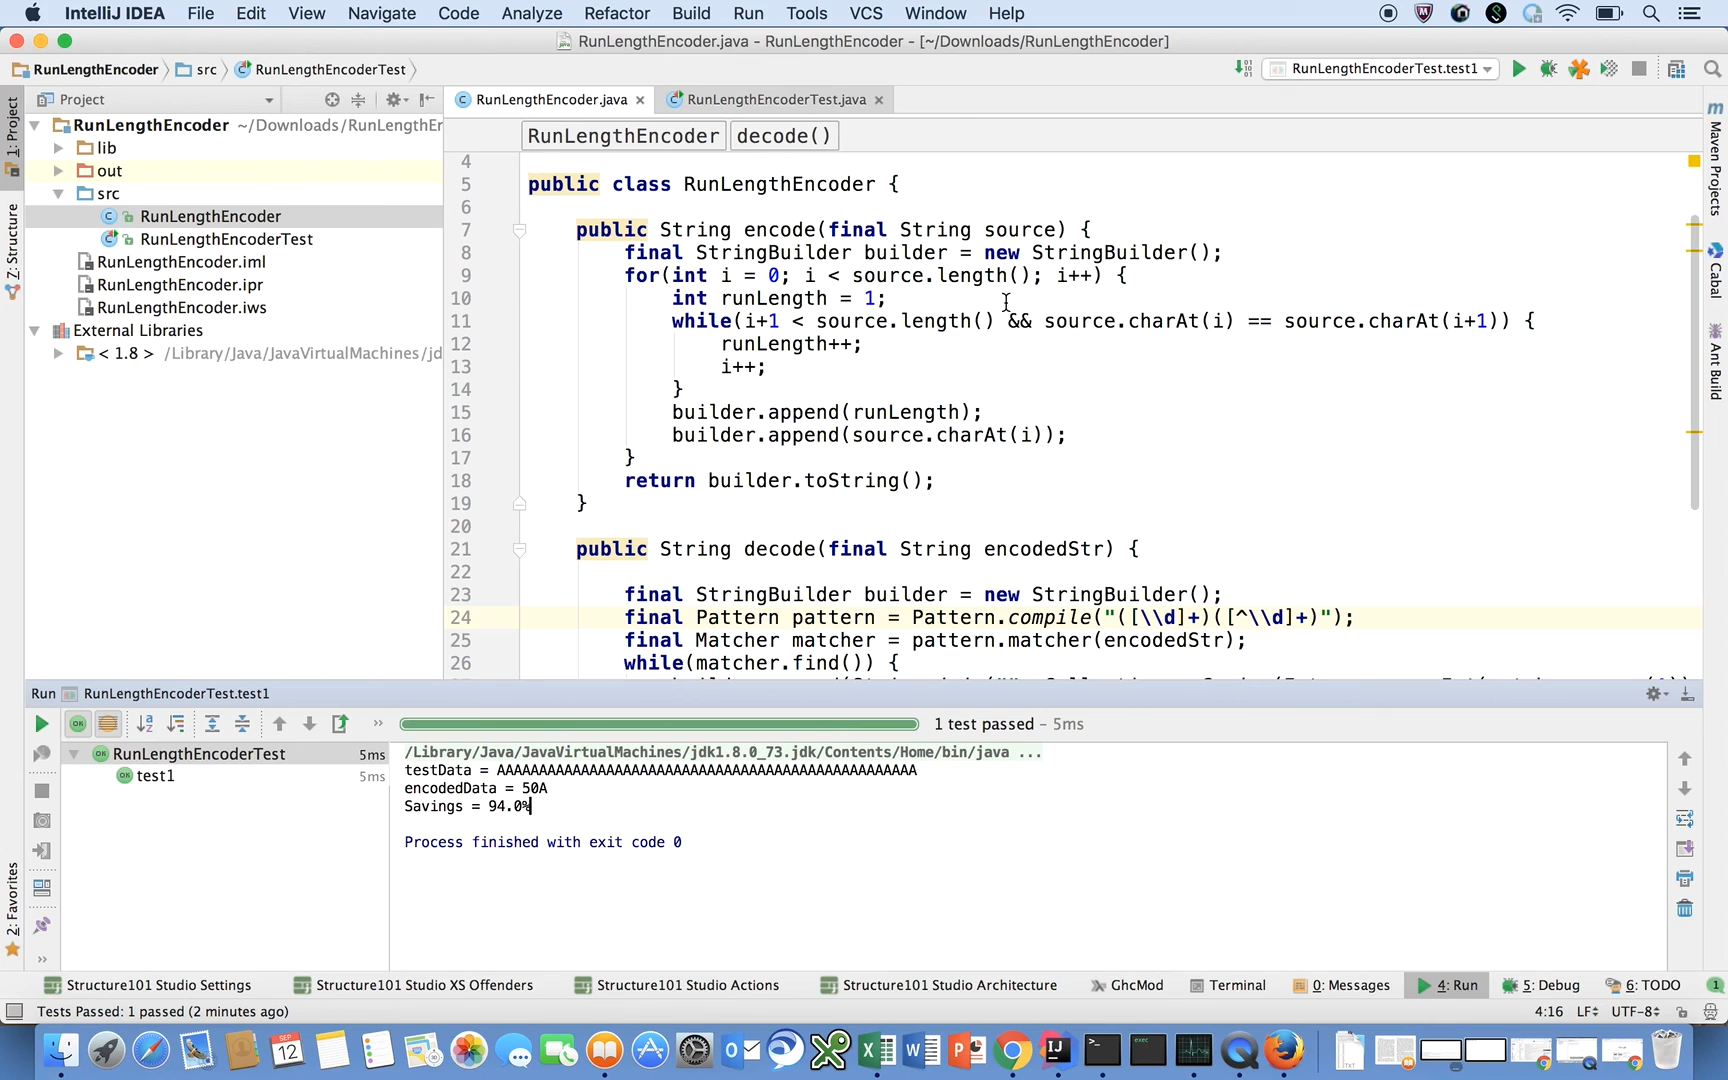 IntelliJ IDEA File Edit View Navigate Code Analyze Refactor Build Run Tools VCS Window Help
RunLengthEncoder.java - RunLengthEncoder - [~/Downloads/RunLengthEncoder]
RunLengthEncoder src RunLengthEncoderTest
RunLengthEncoderTest.test1
Project
RunLengthEncoder.java RunLengthEncoderTest.java
RunLengthEncoder decode()
1: Project
Z: Structure
2: Favorites
RunLengthEncoder ~/Downloads/RunLengthEr
lib
out
src
RunLengthEncoder
RunLengthEncoderTest
RunLengthEncoder.iml
RunLengthEncoder.ipr
RunLengthEncoder.iws
External Libraries
< 1.8 > /Library/Java/JavaVirtualMachines/jd
4
5 public class RunLengthEncoder {
6
7 public String encode(final String source) {
8 final StringBuilder builder = new StringBuilder();
9 for(int i = 0; i < source.length(); i++) {
10 int runLength = 1;
11 while(i+1 < source.length() && source.charAt(i) == source.charAt(i+1)) {
12 runLength++;
13 i++;
14 }
15 builder.append(runLength);
16 builder.append(source.charAt(i));
17 }
18 return builder.toString();
19 }
20
21 public String decode(final String encodedStr) {
22
23 final StringBuilder builder = new StringBuilder();
24 final Pattern pattern = Pattern.compile("([\\d]+)([^\\d]+)");
25 final Matcher matcher = pattern.matcher(encodedStr);
26 while(matcher.find()) {
Maven Projects
Cabal
Ant Build
Run RunLengthEncoderTest.test1
1 test passed – 5ms
RunLengthEncoderTest 5ms
test1 5ms
/Library/Java/JavaVirtualMachines/jdk1.8.0_73.jdk/Contents/Home/bin/java ...
testData = AAAAAAAAAAAAAAAAAAAAAAAAAAAAAAAAAAAAAAAAAAAAAAAAAA
encodedData = 50A
Savings = 94.0%
Process finished with exit code 0
Structure101 Studio Settings Structure101 Studio XS Offenders Structure101 Studio Actions Structure101 Studio Architecture GhcMod Terminal 0: Messages 4: Run 5: Debug 6: TODO 1
Tests Passed: 1 passed (2 minutes ago) 4:16 LF UTF-8
SEP
12